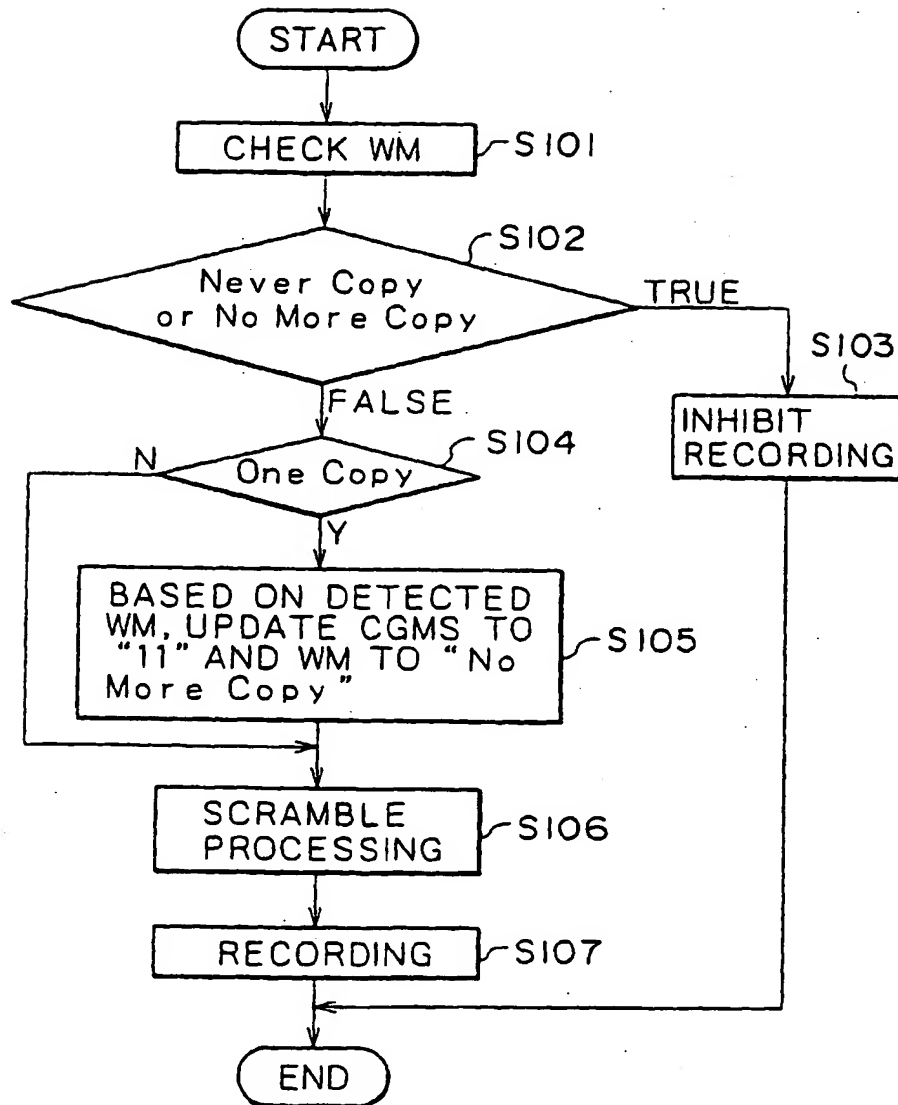 START
CHECK WM
S101
S102
Never Copy
or No More Copy
TRUE
S103
INHIBIT
RECORDING
FALSE
S104
N
One Copy
Y
BASED ON DETECTED
WM, UPDATE CGMS TO
"11" AND WM TO "No
More Copy"
S105
SCRAMBLE
PROCESSING
S106
RECORDING
S107
END